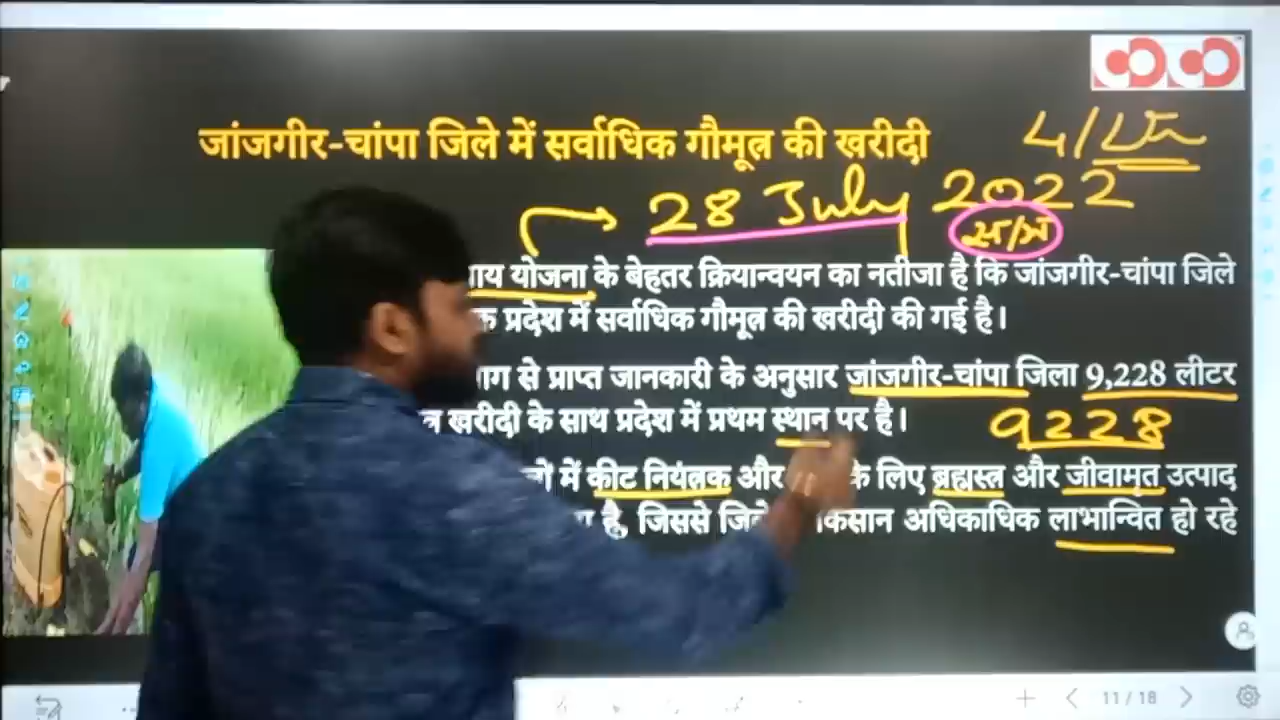 जांजगीर-चांपा जिले में सर्वाधिक गौमूत्र की खरीदी
4/
28 July 2022
याय योजना के बेहतर क्रियान्वयन का नतीजा है कि जांजगीर-चांपा जिले
प्रदेश में सर्वाधिक गौमूत्र की खरीदी की गई है।
से प्राप्त जानकारी के अनुसार जांजगीर-चांपा जिला 9,228 लीटर
खरीदी के साथ प्रदेश में प्रथम स्थान पर है।
9228
में कीट नियंत्रक और के लिए ब्रह्मस्त्र और जीवामृत उत्पाद
है, जिससे किसान अधिकाधिक लाभान्वित हो रहे
11 / 18